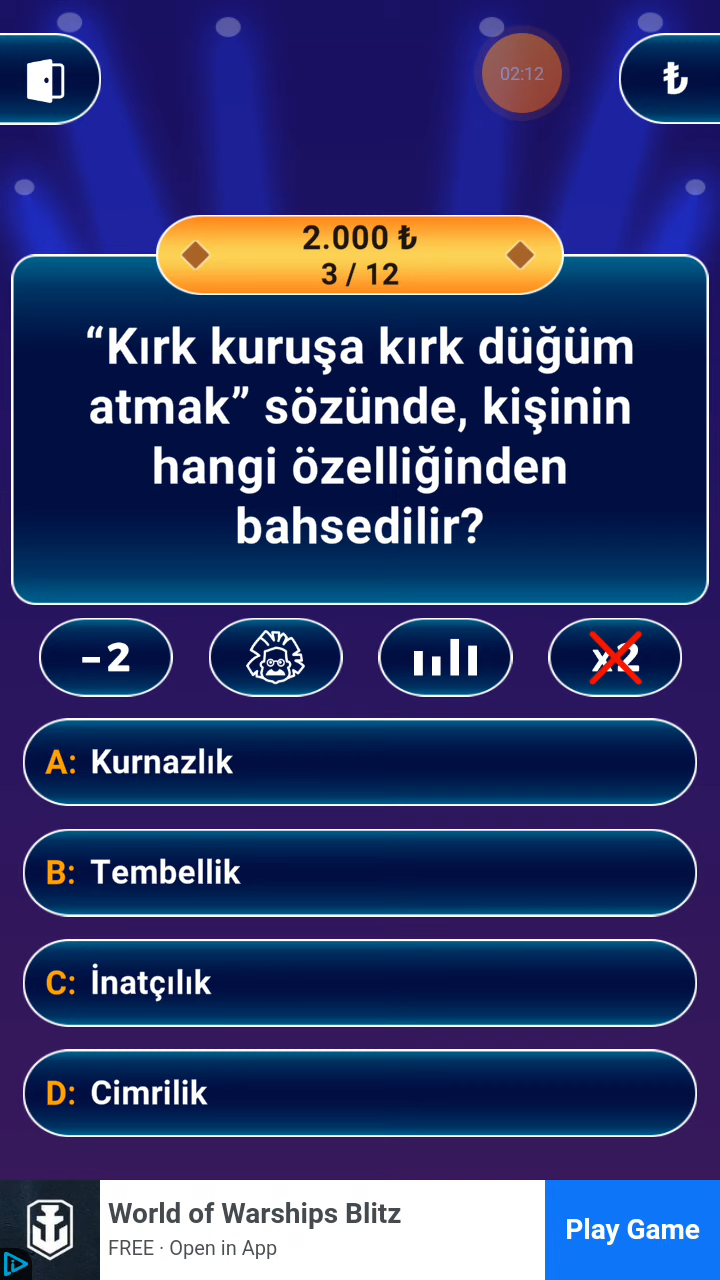 02:12
₺
2.000 ₺
3 / 12
“Kırk kuruşa kırk düğüm
atmak” sözünde, kişinin
hangi özelliğinden
bahsedilir?
-2
x2
A: Kurnazlık
B: Tembellik
C: İnatçılık
D: Cimrilik
World of Warships Blitz
FREE · Open in App
Play Game